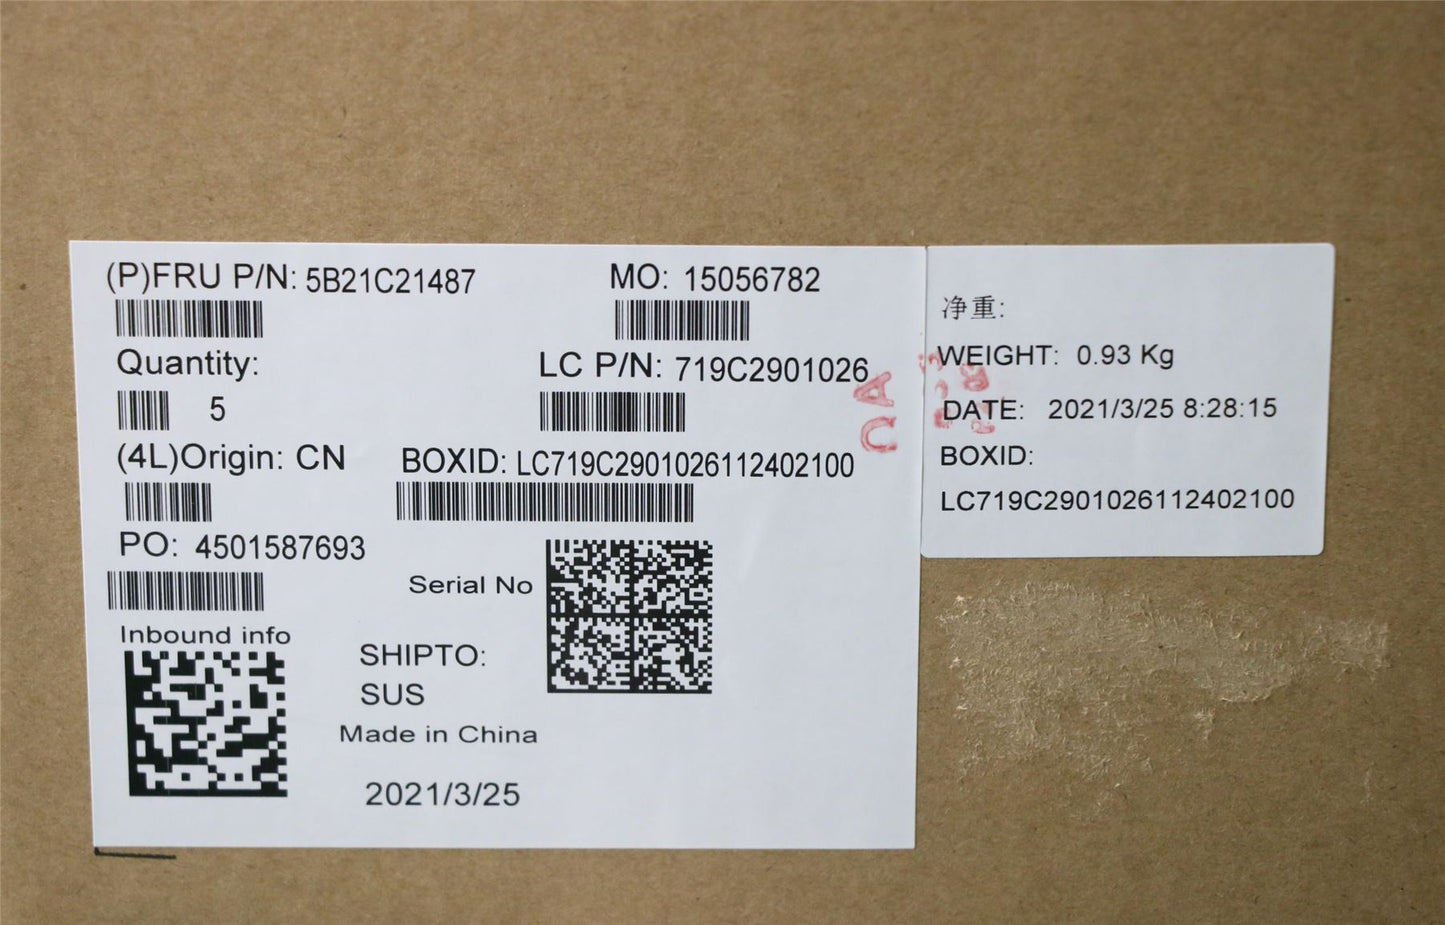 (P)FRU P/N: 5B21C21487
MO: 15056782
Quantity:
5
LC P/N: 719C2901026
(4L)Origin: CN
BOXID: LC719C2901026112402100
PO: 4501587693
Serial No
Inbound info
SHIPTO:
SUS
Made in China
2021/3/25
QA
净重:
WEIGHT: 0.93 Kg
DATE: 2021/3/25 8:28:15
BOXID:
LC719C2901026112402100